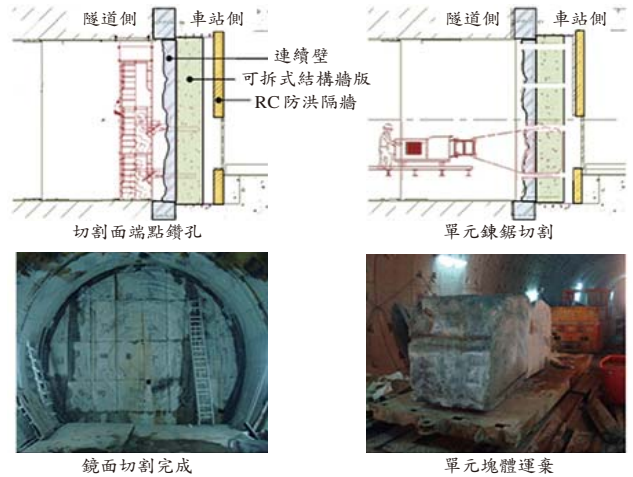 隧道側 車站側
連續壁
可拆式結構牆版
RC防洪隔牆
切割面端點鑽孔
隧道側 車站側
單元鍊鋸切割
鏡面切割完成
單元塊體運棄